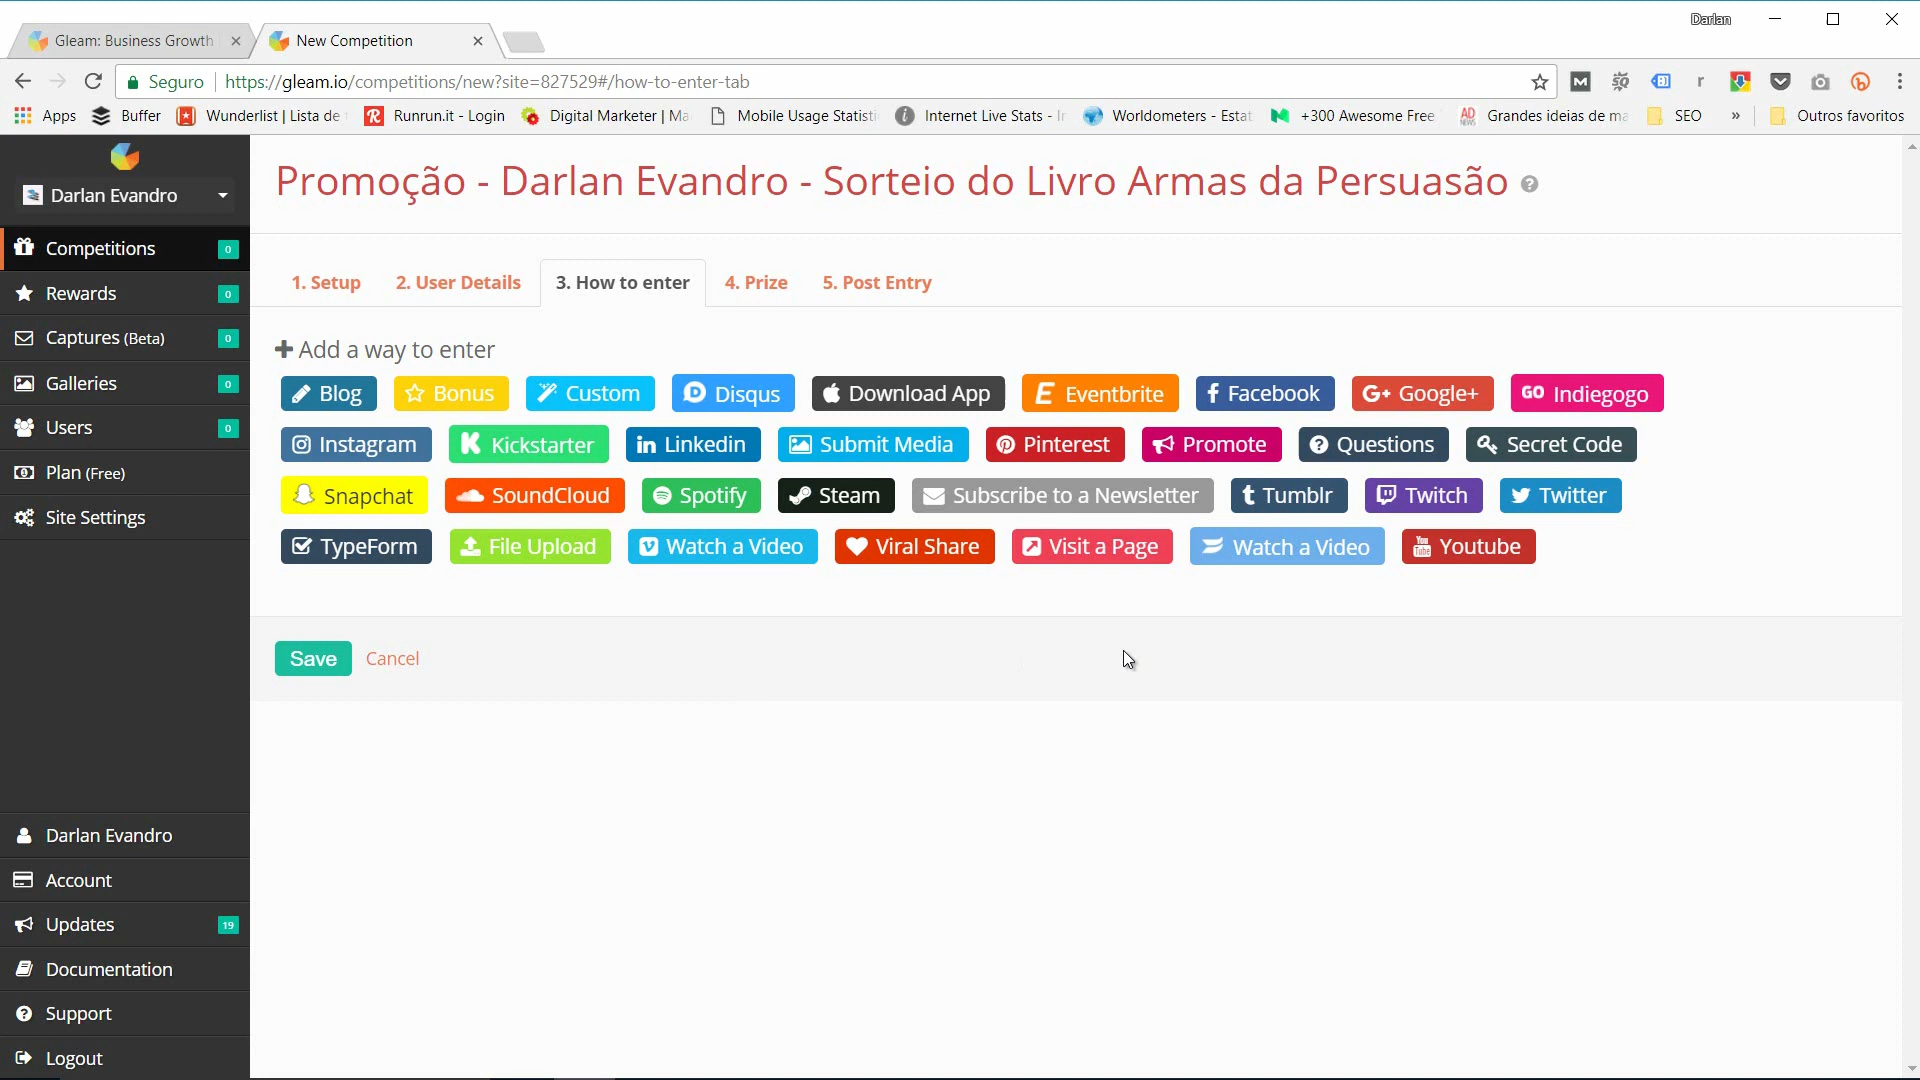 Darlan
Gleam: Business Growth
New Competition
Seguro
https://gleam.io/competitions/new?site=827529#/how-to-enter-tab
Apps
Buffer
Wunderlist | Lista de
Runrun.it - Login
Digital Marketer | Ma
Mobile Usage Statisti
Internet Live Stats - I
Worldometers - Estat
+300 Awesome Free
Grandes ideias de ma
SEO
»
Outros favoritos
Darlan Evandro
Competitions 0
Rewards 0
Captures (Beta) 0
Galleries 0
Users 0
Plan (Free)
Site Settings
Darlan Evandro
Account
Updates 19
Documentation
Support
Logout
Promoção - Darlan Evandro - Sorteio do Livro Armas da Persuasão
1. Setup
2. User Details
3. How to enter
4. Prize
5. Post Entry
Add a way to enter
Blog
Bonus
Custom
Disqus
Download App
Eventbrite
Facebook
G+ Google+
GO Indiegogo
Instagram
Kickstarter
in Linkedin
Submit Media
Pinterest
Promote
Questions
Secret Code
Snapchat
SoundCloud
Spotify
Steam
Subscribe to a Newsletter
Tumblr
Twitch
Twitter
TypeForm
File Upload
Watch a Video
Viral Share
Visit a Page
Watch a Video
Youtube
Save
Cancel